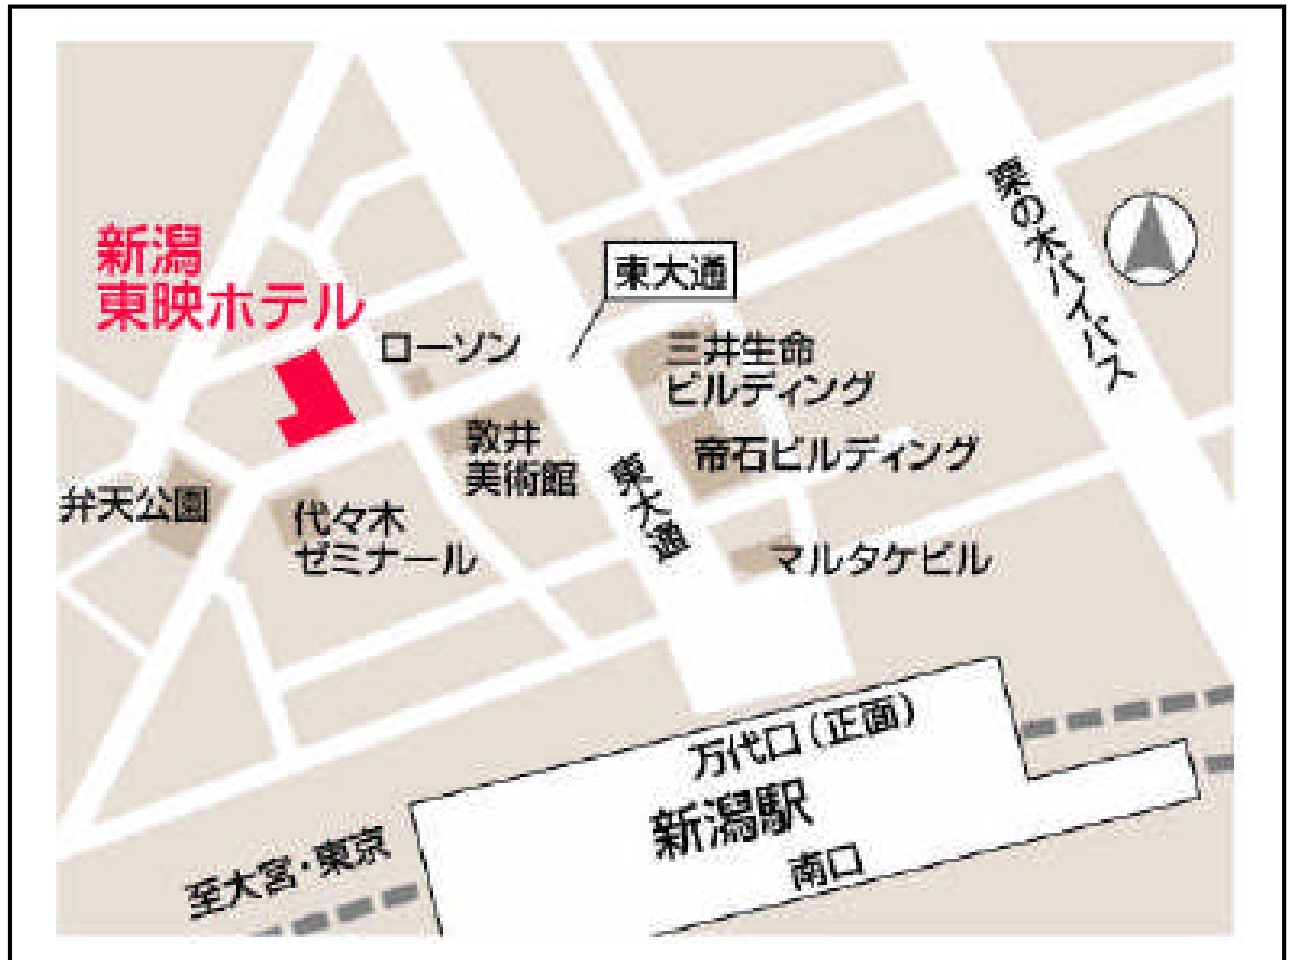 新潟
東映ホテル
ローソン
東大通
栗の木バイパス
三井生命
ビルディング
敦井
美術館
帝石ビルディング
東大通
弁天公園
代々木
ゼミナール
マルタケビル
万代口(正面)
新潟駅
南口
至大宮・東京